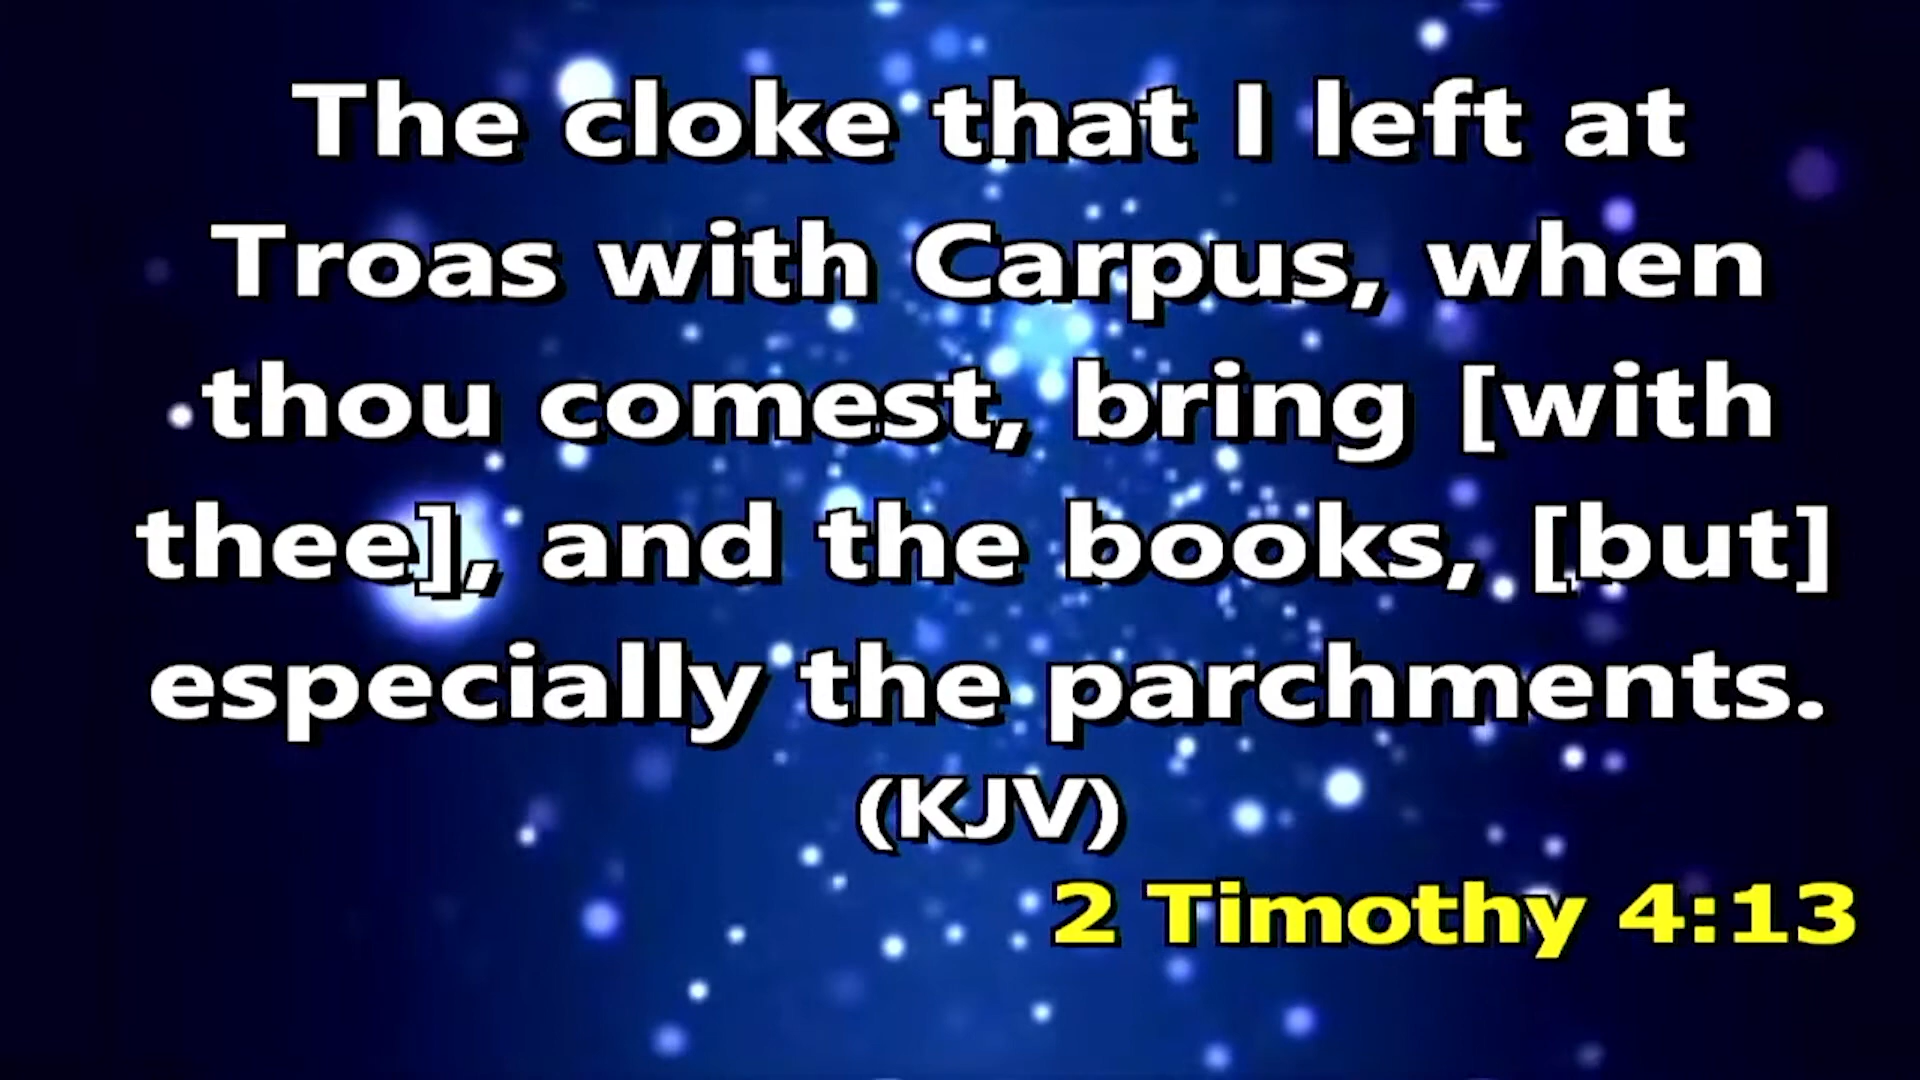 The cloke that I left at
Troas with Carpus, when
thou comest, bring [with
thee], and the books, [but]
especially the parchments.
(KJV)
2 Timothy 4:13